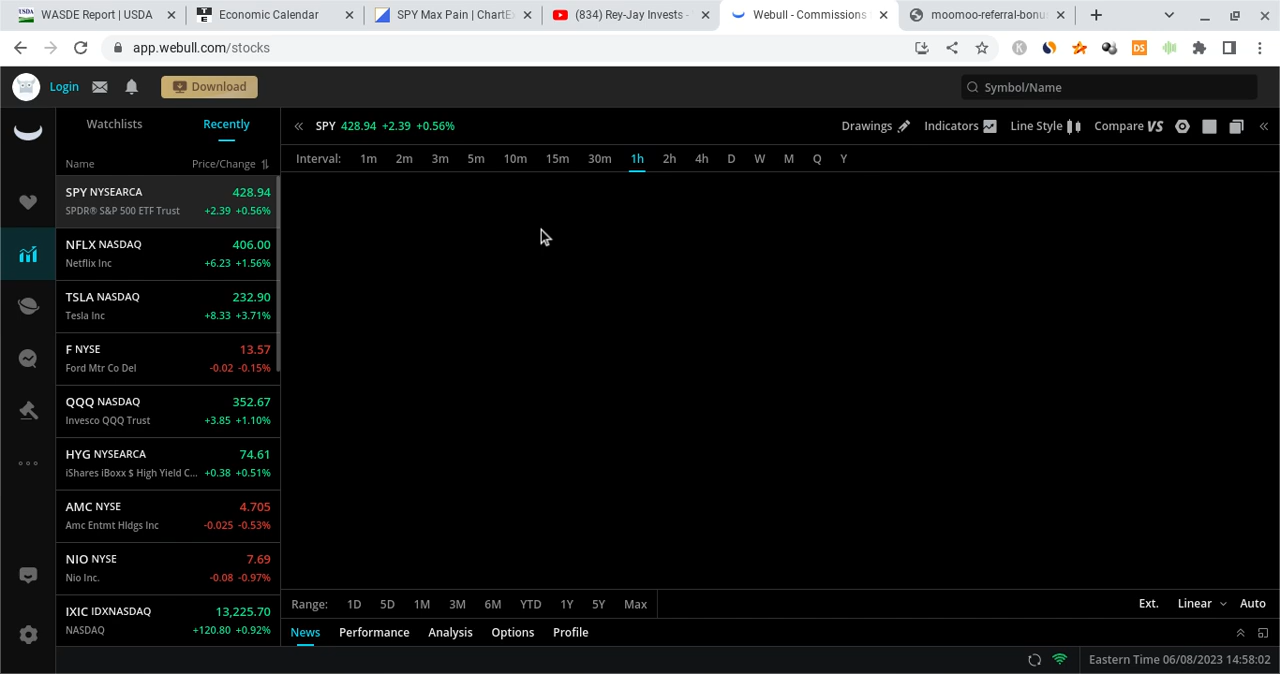 WASDE Report | USDA
Economic Calendar
SPY Max Pain | ChartEx
(834) Rey-Jay Invests -
Webull - Commissions
moomoo-referral-bonu
app.webull.com/stocks
Login
Download
Symbol/Name
Watchlists
Recently
SPY 428.94 +2.39 +0.56%
Drawings
Indicators
Line Style
Compare VS
Name
Price/Change
Interval: 1m 2m 3m 5m 10m 15m 30m 1h 2h 4h D W M Q Y
SPY NYSEARCA 428.94
SPDR® S&P 500 ETF Trust +2.39 +0.56%
NFLX NASDAQ 406.00
Netflix Inc +6.23 +1.56%
TSLA NASDAQ 232.90
Tesla Inc +8.33 +3.71%
F NYSE 13.57
Ford Mtr Co Del -0.02 -0.15%
QQQ NASDAQ 352.67
Invesco QQQ Trust +3.85 +1.10%
HYG NYSEARCA 74.61
iShares iBoxx $ High Yield C... +0.38 +0.51%
AMC NYSE 4.705
Amc Entmt Hldgs Inc -0.025 -0.53%
NIO NYSE 7.69
Nio Inc. -0.08 -0.97%
IXIC IDXNASDAQ 13,225.70
NASDAQ +120.80 +0.92%
Range: 1D 5D 1M 3M 6M YTD 1Y 5Y Max
Ext. Linear Auto
News Performance Analysis Options Profile
Eastern Time 06/08/2023 14:58:02